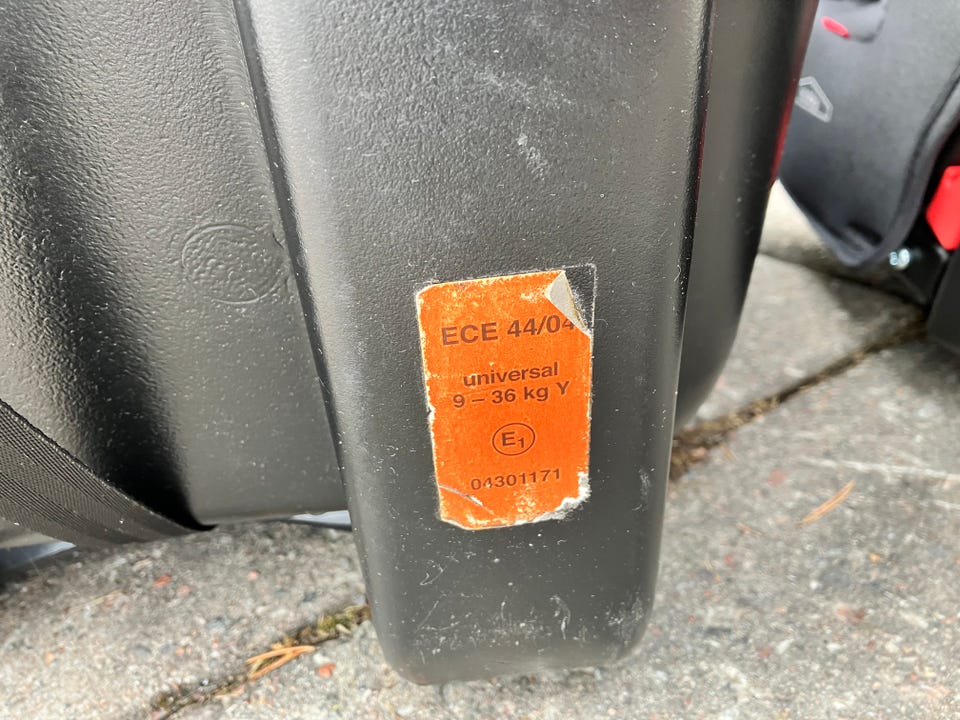 ECE 44/04
universal
9 – 36 kg Y
E1
04301171